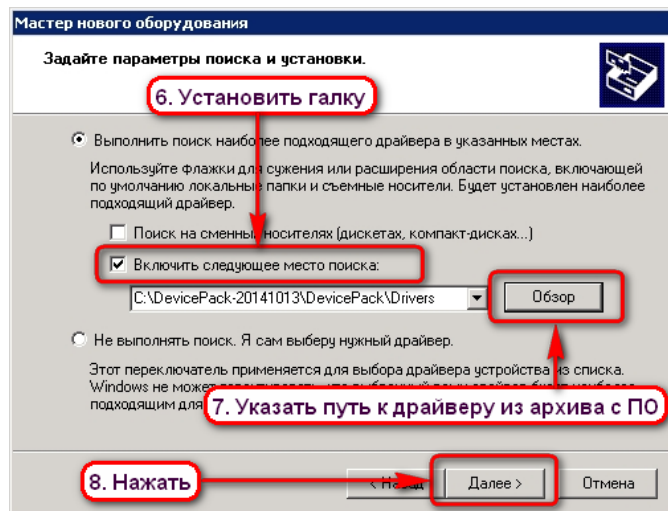 Мастер нового оборудования
Задайте параметры поиска и установки.
6. Установить галку
Выполнить поиск наиболее подходящего драйвера в указанных местах.
Используйте флажки для сужения или расширения области поиска, включающей
по умолчанию локальные папки и съемные носители. Будет установлен наиболее
подходящий драйвер.
Поиск на сменных носителях (дискетах, компакт-дисках...)
Включить следующее место поиска:
C:\DevicePack-20141013\DevicePack\Drivers
Обзор
Не выполнять поиск. Я сам выберу нужный драйвер.
Этот переключатель применяется для выбора драйвера устройства из списка.
Windows не может
подходящим для
7. Указать путь к драйверу из архива с ПО
8. Нажать
< Назад
Далее >
Отмена